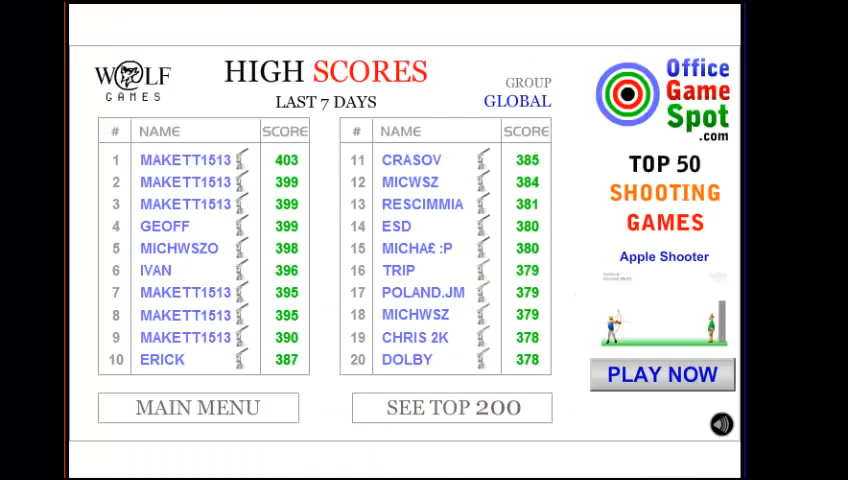 WOLF
GAMES
HIGH SCORES
LAST 7 DAYS
GROUP
GLOBAL
# NAME SCORE
1 MAKETT1513 403
2 MAKETT1513 399
3 MAKETT1513 399
4 GEOFF 399
5 MICHWSZO 398
6 IVAN 396
7 MAKETT1513 395
8 MAKETT1513 395
9 MAKETT1513 390
10 ERICK 387
# NAME SCORE
11 CRASOV 385
12 MICWSZ 384
13 RESCIMMIA 381
14 ESD 380
15 MICHA£ :P 380
16 TRIP 379
17 POLAND.JM 379
18 MICHWSZ 379
19 CHRIS 2K 378
20 DOLBY 378
MAIN MENU
SEE TOP 200
Office
Game
Spot
.com
TOP 50
SHOOTING
GAMES
Apple Shooter
PLAY NOW